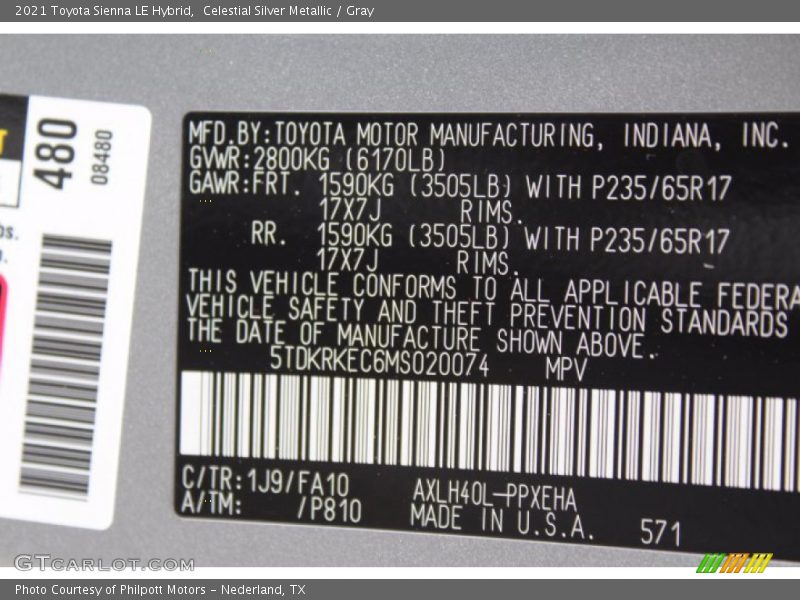 2021 Toyota Sienna LE Hybrid,  Celestial Silver Metallic / Gray
480
08480
MFD.BY:TOYOTA MOTOR MANUFACTURING, INDIANA, INC.
GVWR:2800KG (6170LB)
GAWR:FRT. 1590KG (3505LB) WITH P235/65R17
17X7J RIMS.
RR. 1590KG (3505LB) WITH P235/65R17
17X7J RIMS.
THIS VEHICLE CONFORMS TO ALL APPLICABLE FEDERA
VEHICLE SAFETY AND THEFT PREVENTION STANDARDS
THE DATE OF MANUFACTURE SHOWN ABOVE.
5TDKRKEC6MS020074 MPV
C/TR:1J9/FA10 AXLH40L-PPXEHA
A/TM: /P810 MADE IN U.S.A. 571
GTCARLOT.COM
Photo Courtesy of Philpott Motors - Nederland, TX